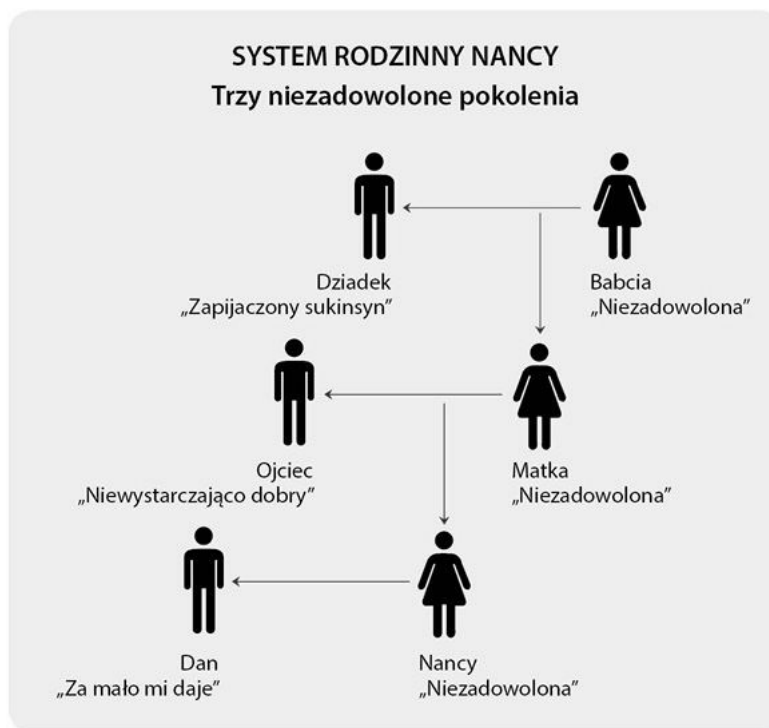 SYSTEM RODZINNY NANCY
Trzy niezadowolone pokolenia
Dziadek
„Zapijaczony sukinsyn”
Babcia
„Niezadowolona”
Ojciec
„Niewystarczająco dobry”
Matka
„Niezadowolona”
Dan
„Za mało mi daje”
Nancy
„Niezadowolona”